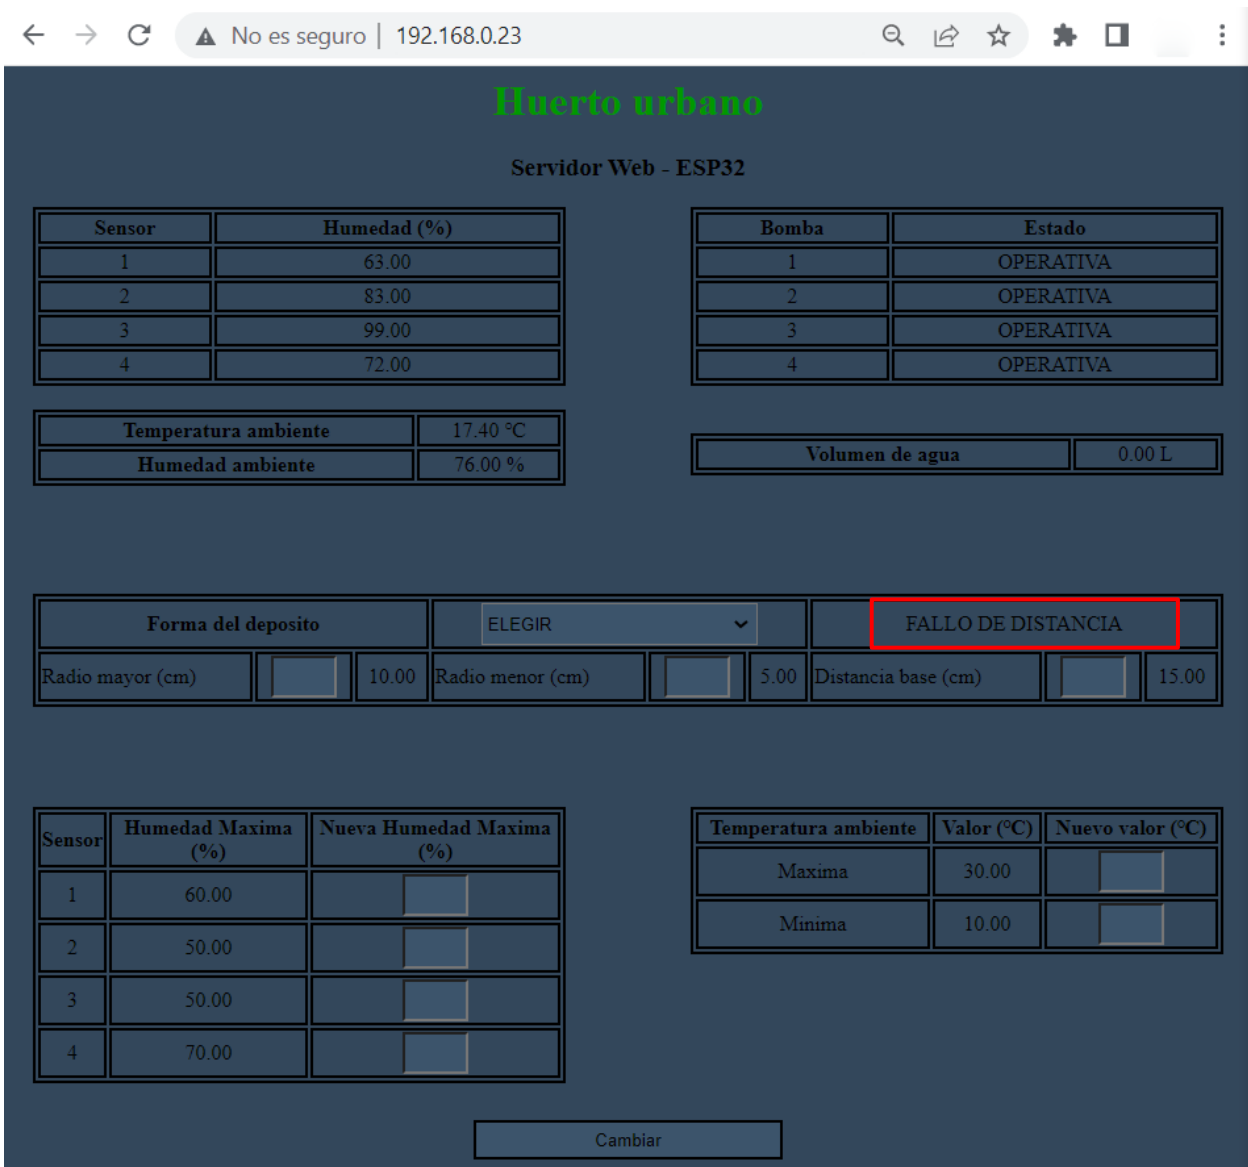 No es seguro | 192.168.0.23
Huerto urbano
Servidor Web - ESP32
Sensor Humedad (%)
1 63.00
2 83.00
3 99.00
4 72.00
Bomba Estado
1 OPERATIVA
2 OPERATIVA
3 OPERATIVA
4 OPERATIVA
Temperatura ambiente 17.40 °C
Humedad ambiente 76.00 %
Volumen de agua 0.00 L
Forma del deposito ELEGIR FALLO DE DISTANCIA
Radio mayor (cm) 10.00 Radio menor (cm) 5.00 Distancia base (cm) 15.00
Sensor Humedad Maxima (%) Nueva Humedad Maxima (%)
1 60.00
2 50.00
3 50.00
4 70.00
Temperatura ambiente Valor (°C) Nuevo valor (°C)
Maxima 30.00
Minima 10.00
Cambiar